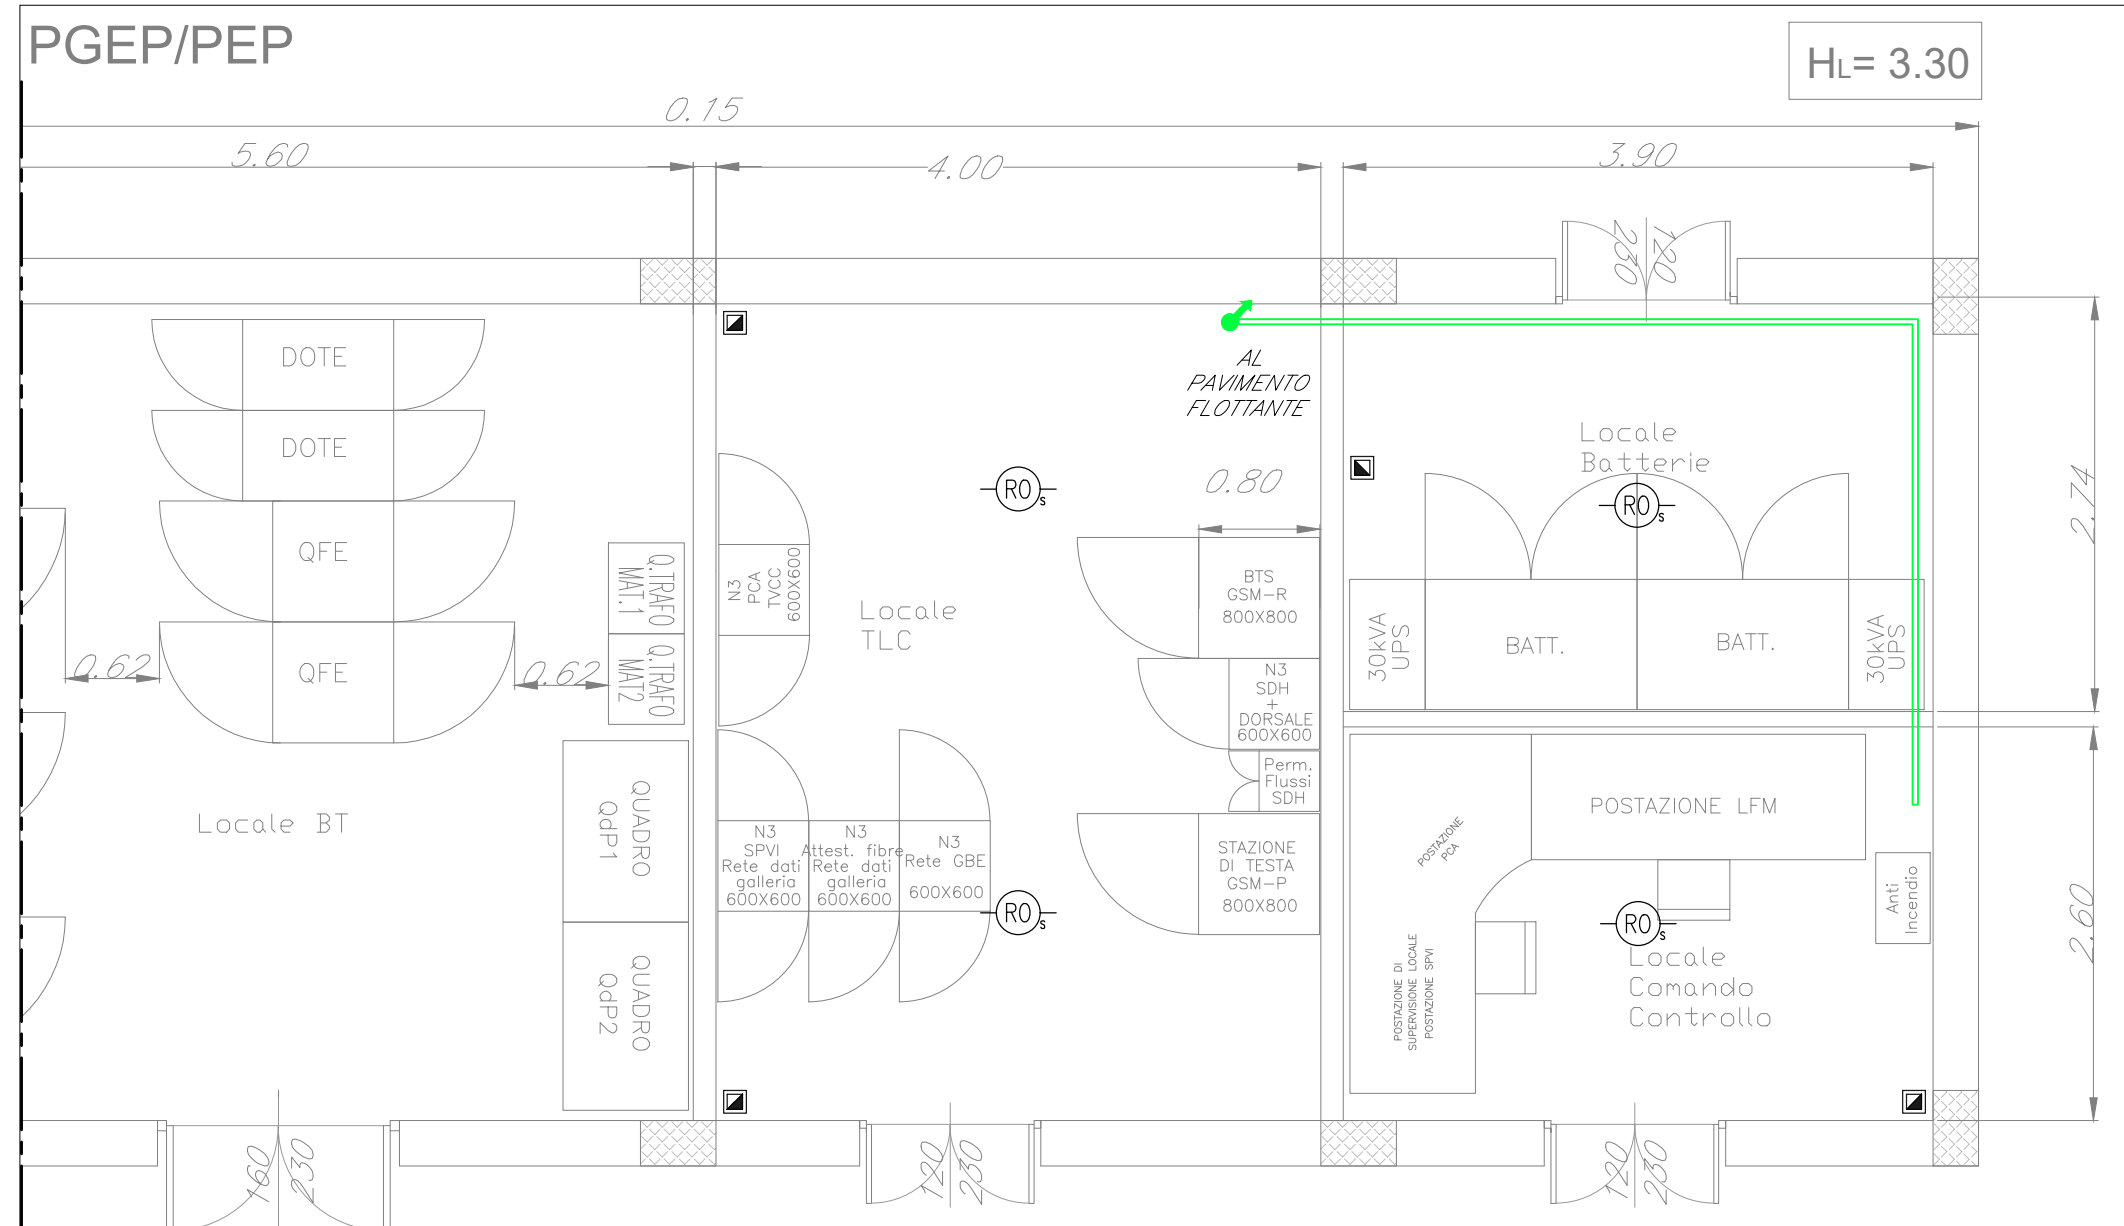 PGEP/PEP
HL= 3.30
0.15
5.60
4.00
3.90
230
120
DOTE
DOTE
QFE
QFE
0.62
0.62
Q.TRAFO
MAT.1
Q.TRAFO
MAT2
QUADRO
QdP1
QUADRO
QdP2
Locale BT
160
230
AL
PAVIMENTO
FLOTTANTE
R0s
0.80
N3
PCA
TVCC
600X600
Locale
TLC
BTS
GSM-R
800X800
N3
SDH
+
DORSALE
600X600
Perm.
Flussi
SDH
STAZIONE
DI TESTA
GSM-P
800X800
N3
SPVI
Rete dati
galleria
600X600
N3
Attest. fibre
Rete dati
galleria
600X600
N3
Rete GBE
600X600
R0s
120
230
Locale
Batterie
R0s
30kVA
UPS
BATT.
BATT.
30kVA
UPS
2.74
POSTAZIONE LFM
POSTAZIONE
PCA
Anti
Incendio
R0s
POSTAZIONE DI
SUPERVISIONE LOCALE
POSTAZIONE SPVI
Locale
Comando
Controllo
2.60
120
230